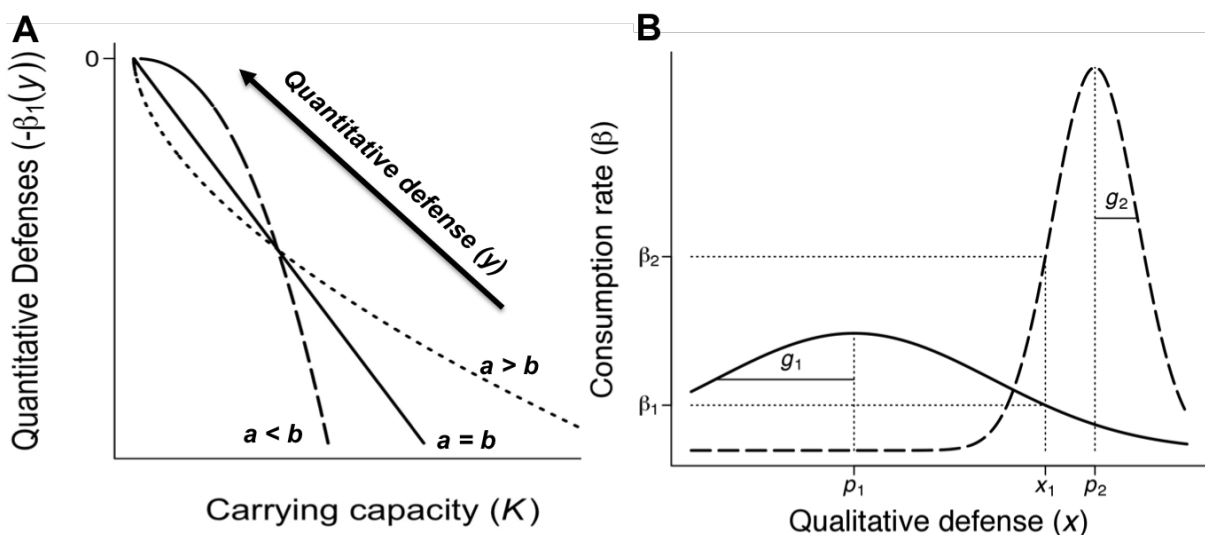 A
Quantitative Defenses (-β₁(y))
0
Quantitative defense (y)
a > b
a < b
a = b
Carrying capacity (K)
B
Consumption rate (β)
β₂
β₁
g₁
g₂
p₁
x₁
p₂
Qualitative defense (x)